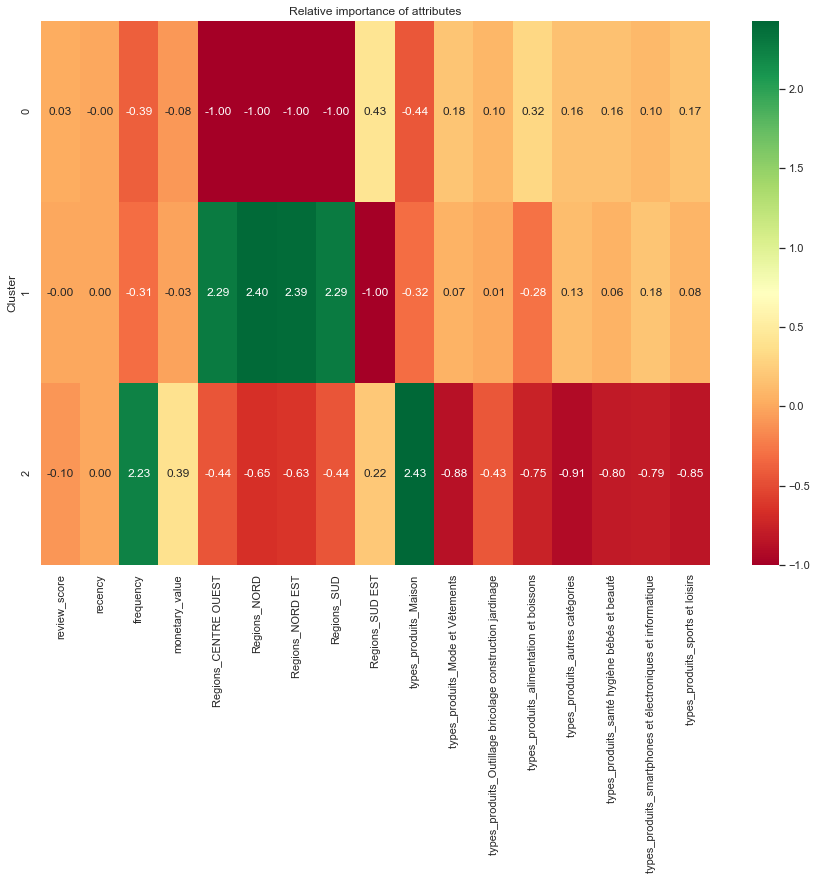 Relative importance of attributes
Cluster
0
0.03 -0.00 -0.39 -0.08 -1.00 -1.00 -1.00 -1.00 0.43 -0.44 0.18 0.10 0.32 0.16 0.16 0.10 0.17
1
-0.00 0.00 -0.31 -0.03 2.29 2.40 2.39 2.29 -1.00 -0.32 0.07 0.01 -0.28 0.13 0.06 0.18 0.08
2
-0.10 0.00 2.23 0.39 -0.44 -0.65 -0.63 -0.44 0.22 2.43 -0.88 -0.43 -0.75 -0.91 -0.80 -0.79 -0.85
review_score
recency
frequency
monetary_value
Regions_CENTRE OUEST
Regions_NORD
Regions_NORD EST
Regions_SUD
Regions_SUD EST
types_produits_Maison
types_produits_Mode et Vêtements
types_produits_Outillage bricolage construction jardinage
types_produits_alimentation et boissons
types_produits_autres catégories
types_produits_santé hygiène bébés et beauté
types_produits_smartphones et électroniques et informatique
types_produits_sports et loisirs
2.0
1.5
1.0
0.5
0.0
−0.5
−1.0